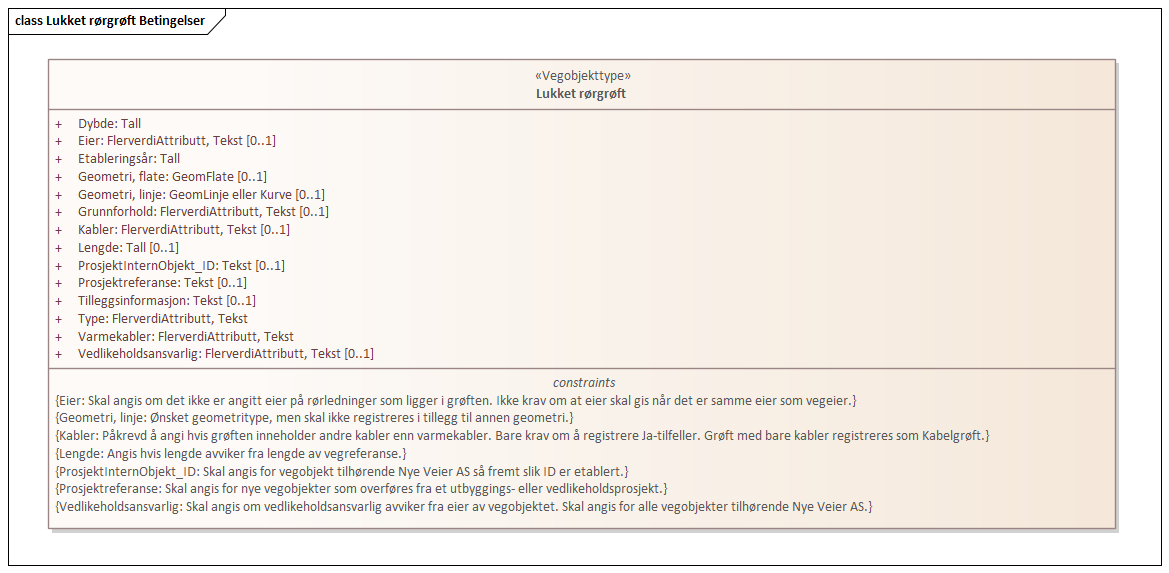 class Lukket rørgrøft Betingelser
«Vegobjekttype»
Lukket rørgrøft
+ Dybde: Tall
+ Eier: FlerverdiAttributt, Tekst [0..1]
+ Etableringsår: Tall
+ Geometri, flate: GeomFlate [0..1]
+ Geometri, linje: GeomLinje eller Kurve [0..1]
+ Grunnforhold: FlerverdiAttributt, Tekst [0..1]
+ Kabler: FlerverdiAttributt, Tekst [0..1]
+ Lengde: Tall [0..1]
+ ProsjektInternObjekt_ID: Tekst [0..1]
+ Prosjektreferanse: Tekst [0..1]
+ Tilleggsinformasjon: Tekst [0..1]
+ Type: FlerverdiAttributt, Tekst
+ Varmekabler: FlerverdiAttributt, Tekst
+ Vedlikeholdsansvarlig: FlerverdiAttributt, Tekst [0..1]
constraints
{Eier: Skal angis om det ikke er angitt eier på rørledninger som ligger i grøften. Ikke krav om at eier skal gis når det er samme eier som vegeier.}
{Geometri, linje: Ønsket geometritype, men skal ikke registreres i tillegg til annen geometri.}
{Kabler: Påkrevd å angi hvis grøften inneholder andre kabler enn varmekabler. Bare krav om å registrere Ja-tilfeller. Grøft med bare kabler registreres som Kabelgrøft.}
{Lengde: Angis hvis lengde avviker fra lengde av vegreferanse.}
{ProsjektInternObjekt_ID: Skal angis for vegobjekt tilhørende Nye Veier AS så fremt slik ID er etablert.}
{Prosjektreferanse: Skal angis for nye vegobjekter som overføres fra et utbyggings- eller vedlikeholdsprosjekt.}
{Vedlikeholdsansvarlig: Skal angis om vedlikeholdsansvarlig avviker fra eier av vegobjektet. Skal angis for alle vegobjekter tilhørende Nye Veier AS.}